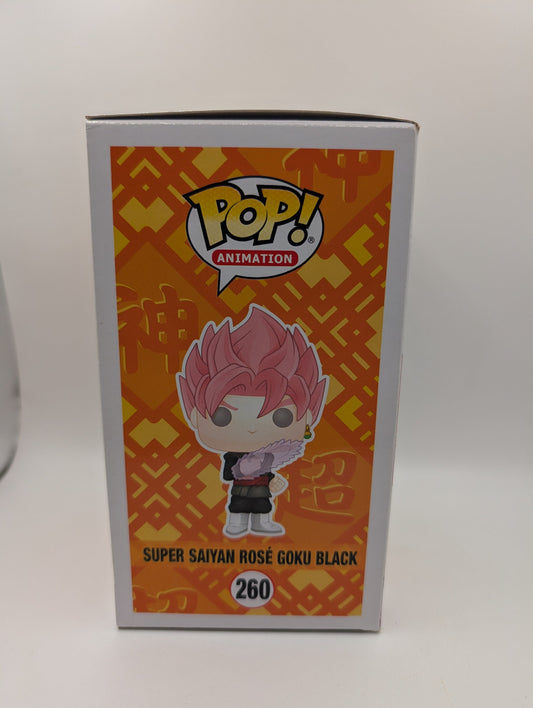 神
POP!®
ANIMATION
神
超
SUPER SAIYAN ROSÉ GOKU BLACK
260